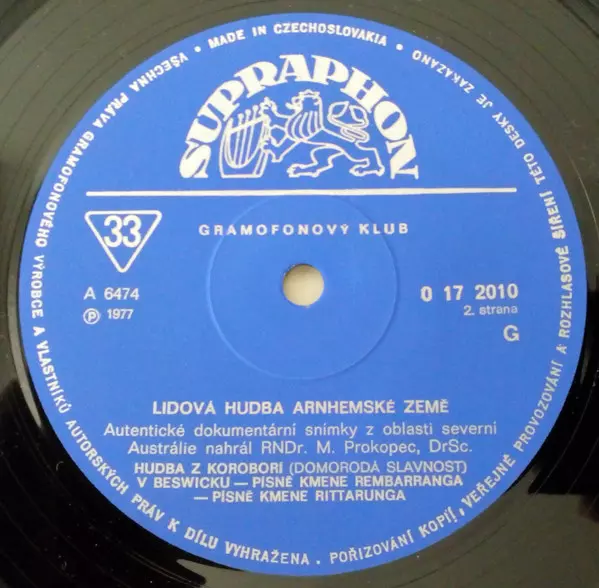 VŠECHNA PRÁVA GRAMOFONOVÉHO VÝROBCE A VLASTNÍKŮ AUTORSKÝCH PRÁV K DÍLU VYHRAŽENA. POŘIZOVÁNÍ KOPIÍ, VEŘEJNÉ PROVOZOVÁNÍ A ROZHLASOVÉ ŠÍŘENÍ TÉTO DESKY JE ZAKÁZÁNO • MADE IN CZECHOSLOVAKIA •
SUPRAPHON
GRAMOFONOVÝ KLUB
33
A 6474
Ⓟ 1977
0 17 2010
2. strana
G
LIDOVÁ HUDBA ARNHEMSKÉ ZEMĚ
Autentické dokumentární snímky z oblasti severní
Austrálie nahrál RNDr. M. Prokopec, DrSc.
HUDBA Z KOROBORÍ (DOMORODÁ SLAVNOST)
V BESWICKU — PÍSNĚ KMENE REMBARRANGA
— PÍSNĚ KMENE RITTARUNGA